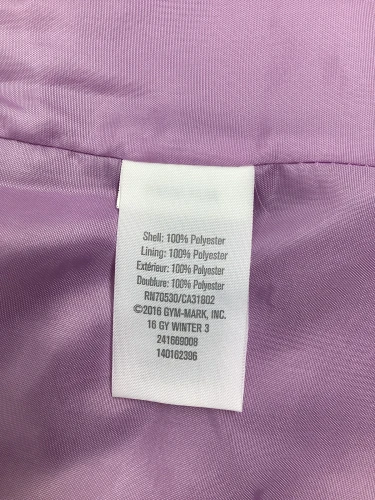 Shell: 100% Polyester
Lining: 100% Polyester
Extérieur: 100% Polyester
Doublure: 100% Polyester
RN70530/CA31802
©2016 GYM-MARK, INC.
16 GY WINTER 3
241669008
140162396